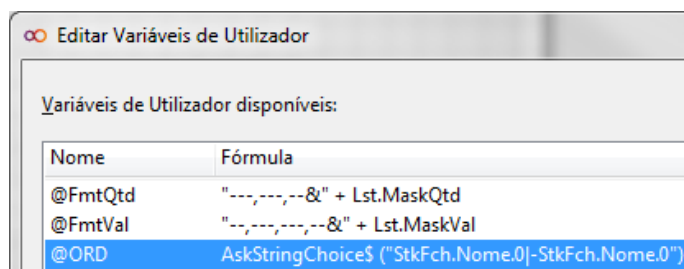 Editar Variáveis de Utilizador
Variáveis de Utilizador disponíveis:
Nome Fórmula
@FmtQtd "---,---,--&" + Lst.MaskQtd
@FmtVal "--,---,---,--&" + Lst.MaskVal
@ORD AskStringChoice$ ("StkFch.Nome.0|-StkFch.Nome.0")